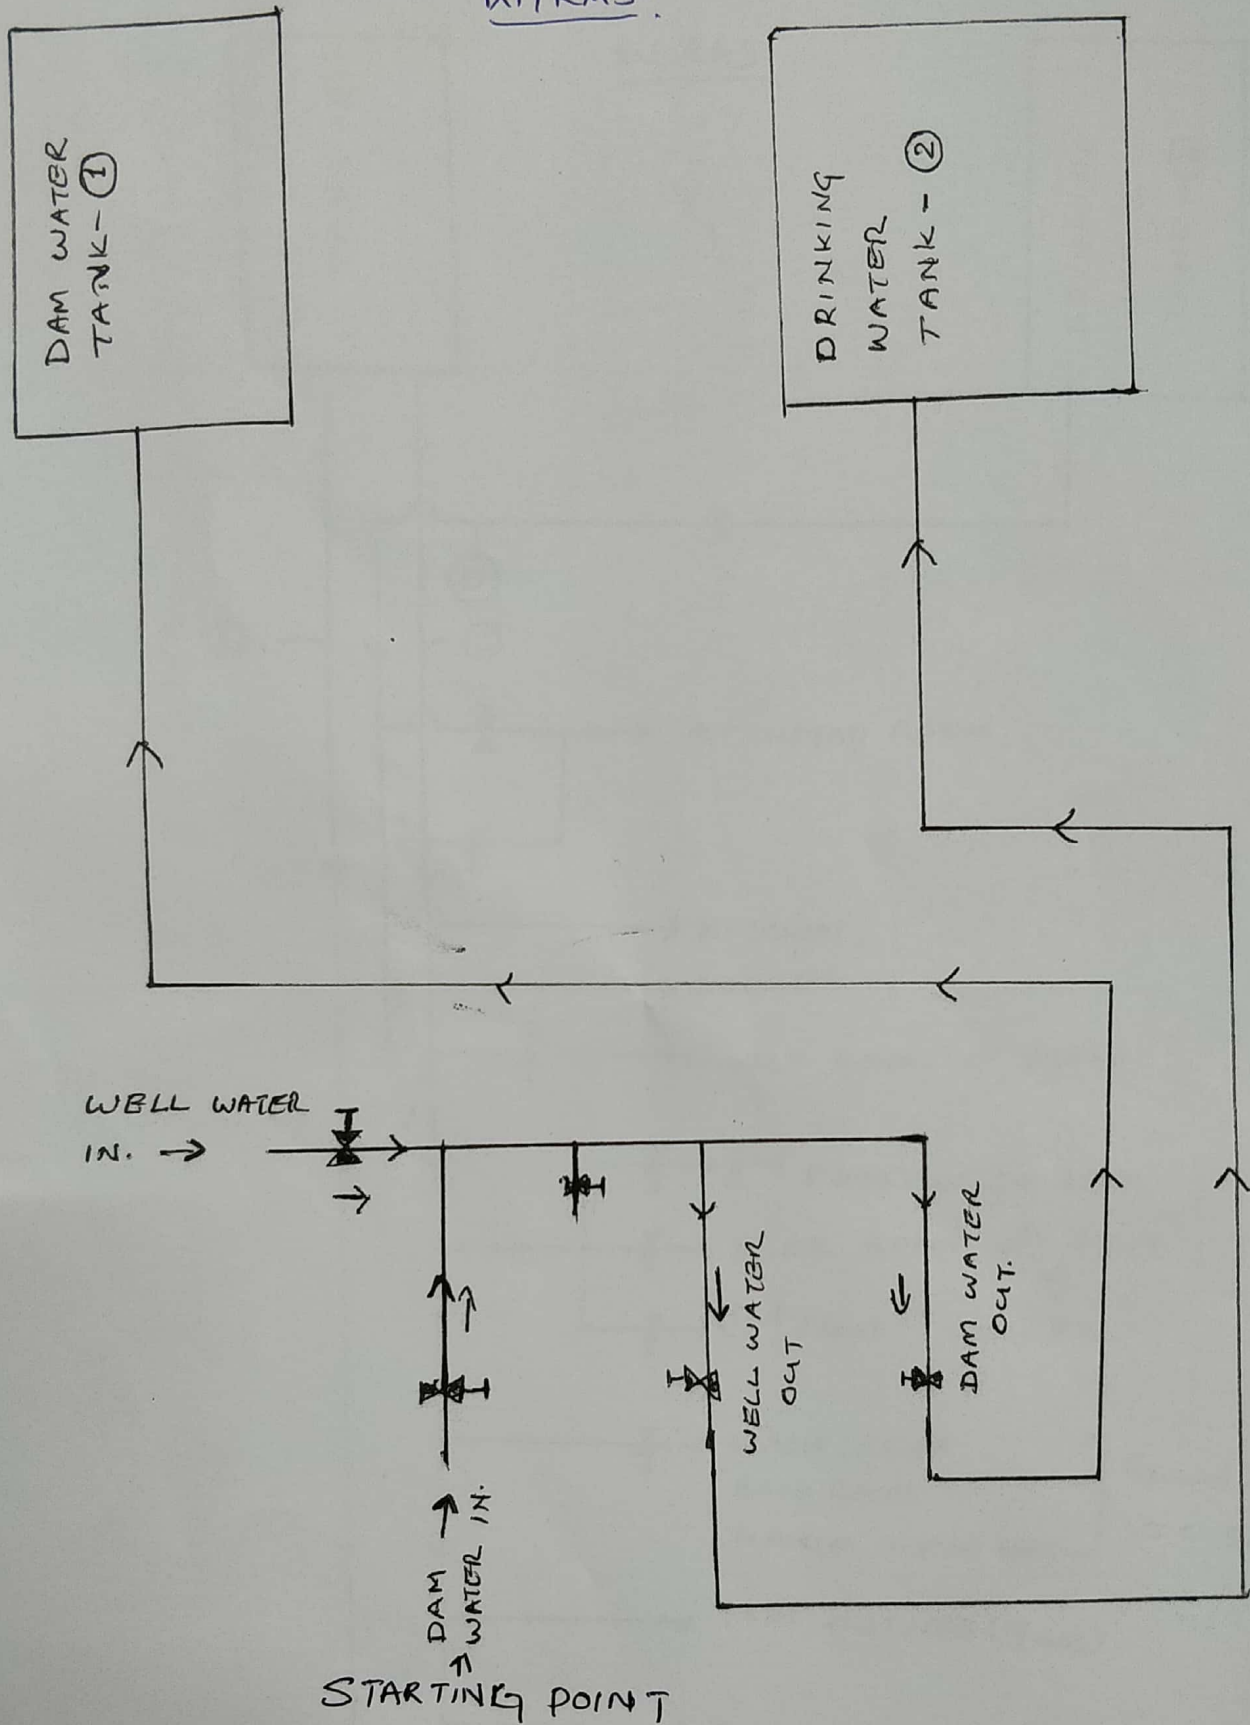 DAM WATER
TANK - ①
DRINKING
WATER
TANK - ②
WELL WATER
IN. →
WELL WATER
OUT
DAM WATER
OUT.
DAM →
WATER IN.
STARTING POINT